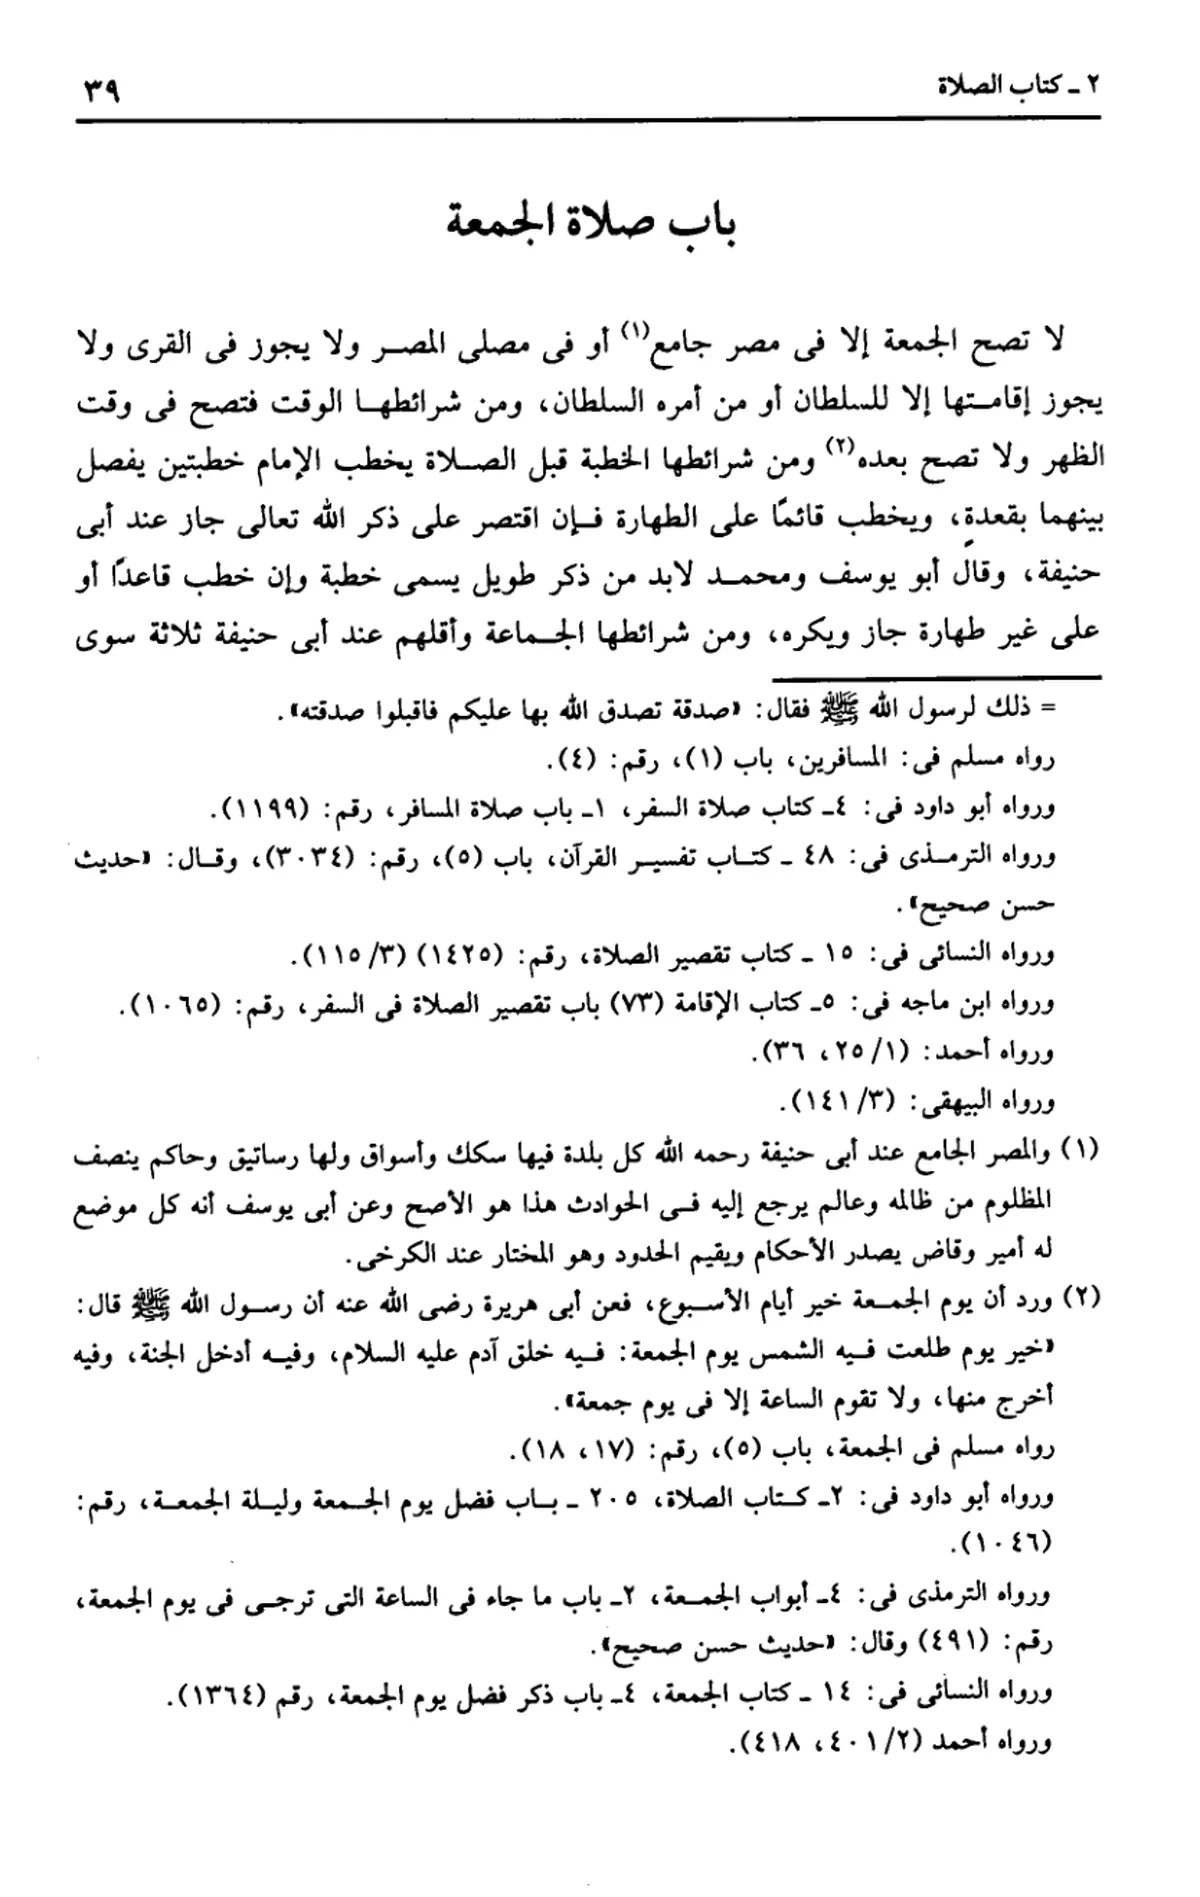 ٢ ـ كتاب الصلاة
٣٩
باب صلاة الجمعة
لا تصح الجمعة إلا فى مصر جامع(١) أو فى مصلى المصر ولا يجوز فى القرى ولا
يجوز إقامتها إلا للسلطان أو من أمره السلطان، ومن شرائطها الوقت فتصح فى وقت
الظهر ولا تصح بعده(٢) ومن شرائطها الخطبة قبل الصلاة يخطب الإمام خطبتين يفصل
بينهما بقعدةٍ، ويخطب قائمًا على الطهارة فإن اقتصر على ذكر الله تعالى جاز عند أبى
حنيفة، وقال أبو يوسف ومحمد لابد من ذكر طويل يسمى خطبة وإن خطب قاعدًا أو
على غير طهارة جاز ويكره، ومن شرائطها الجماعة وأقلهم عند أبى حنيفة ثلاثة سوى
= ذلك لرسول الله ﷺ فقال: «صدقة تصدق الله بها عليكم فاقبلوا صدقته».
رواه مسلم فى: المسافرين، باب (١)، رقم: (٤).
ورواه أبو داود فى: ٤ـ كتاب صلاة السفر، ١ـ باب صلاة المسافر، رقم: (١١٩٩).
ورواه الترمذى فى: ٤٨ ـ كتاب تفسير القرآن، باب (٥)، رقم: (٣٠٣٤)، وقال: «حديث
حسن صحيح».
ورواه النسائى فى: ١٥ ـ كتاب تقصير الصلاة، رقم: (١٤٢٥) (٣/ ١١٥).
ورواه ابن ماجه فى: ٥ـ كتاب الإقامة (٧٣) باب تقصير الصلاة فى السفر، رقم: (١٠٦٥).
ورواه أحمد: (١/ ٢٥، ٣٦).
ورواه البيهقى: (٣/ ١٤١).
(١) والمصر الجامع عند أبى حنيفة رحمه الله كل بلدة فيها سكك وأسواق ولها رساتيق وحاكم ينصف
المظلوم من ظالمه وعالم يرجع إليه فى الحوادث هذا هو الأصح وعن أبى يوسف أنه كل موضع
له أمير وقاض يصدر الأحكام ويقيم الحدود وهو المختار عند الكرخى.
(٢) ورد أن يوم الجمعة خير أيام الأسبوع، فعن أبى هريرة رضى الله عنه أن رسول الله ﷺ قال:
«خير يوم طلعت فيه الشمس يوم الجمعة: فيه خلق آدم عليه السلام، وفيه أدخل الجنة، وفيه
أخرج منها، ولا تقوم الساعة إلا فى يوم جمعة».
رواه مسلم فى الجمعة، باب (٥)، رقم: (١٧، ١٨).
ورواه أبو داود فى: ٢ـ كتاب الصلاة، ٢٠٥ ـ باب فضل يوم الجمعة وليلة الجمعة، رقم:
(١٠٤٦).
ورواه الترمذى فى: ٤ـ أبواب الجمعة، ٢ـ باب ما جاء فى الساعة التى ترجى فى يوم الجمعة،
رقم: (٤٩١) وقال: «حديث حسن صحيح».
ورواه النسائى فى: ١٤ ـ كتاب الجمعة، ٤ـ باب ذكر فضل يوم الجمعة، رقم (١٣٦٤).
ورواه أحمد (٢/ ٤٠١، ٤١٨).